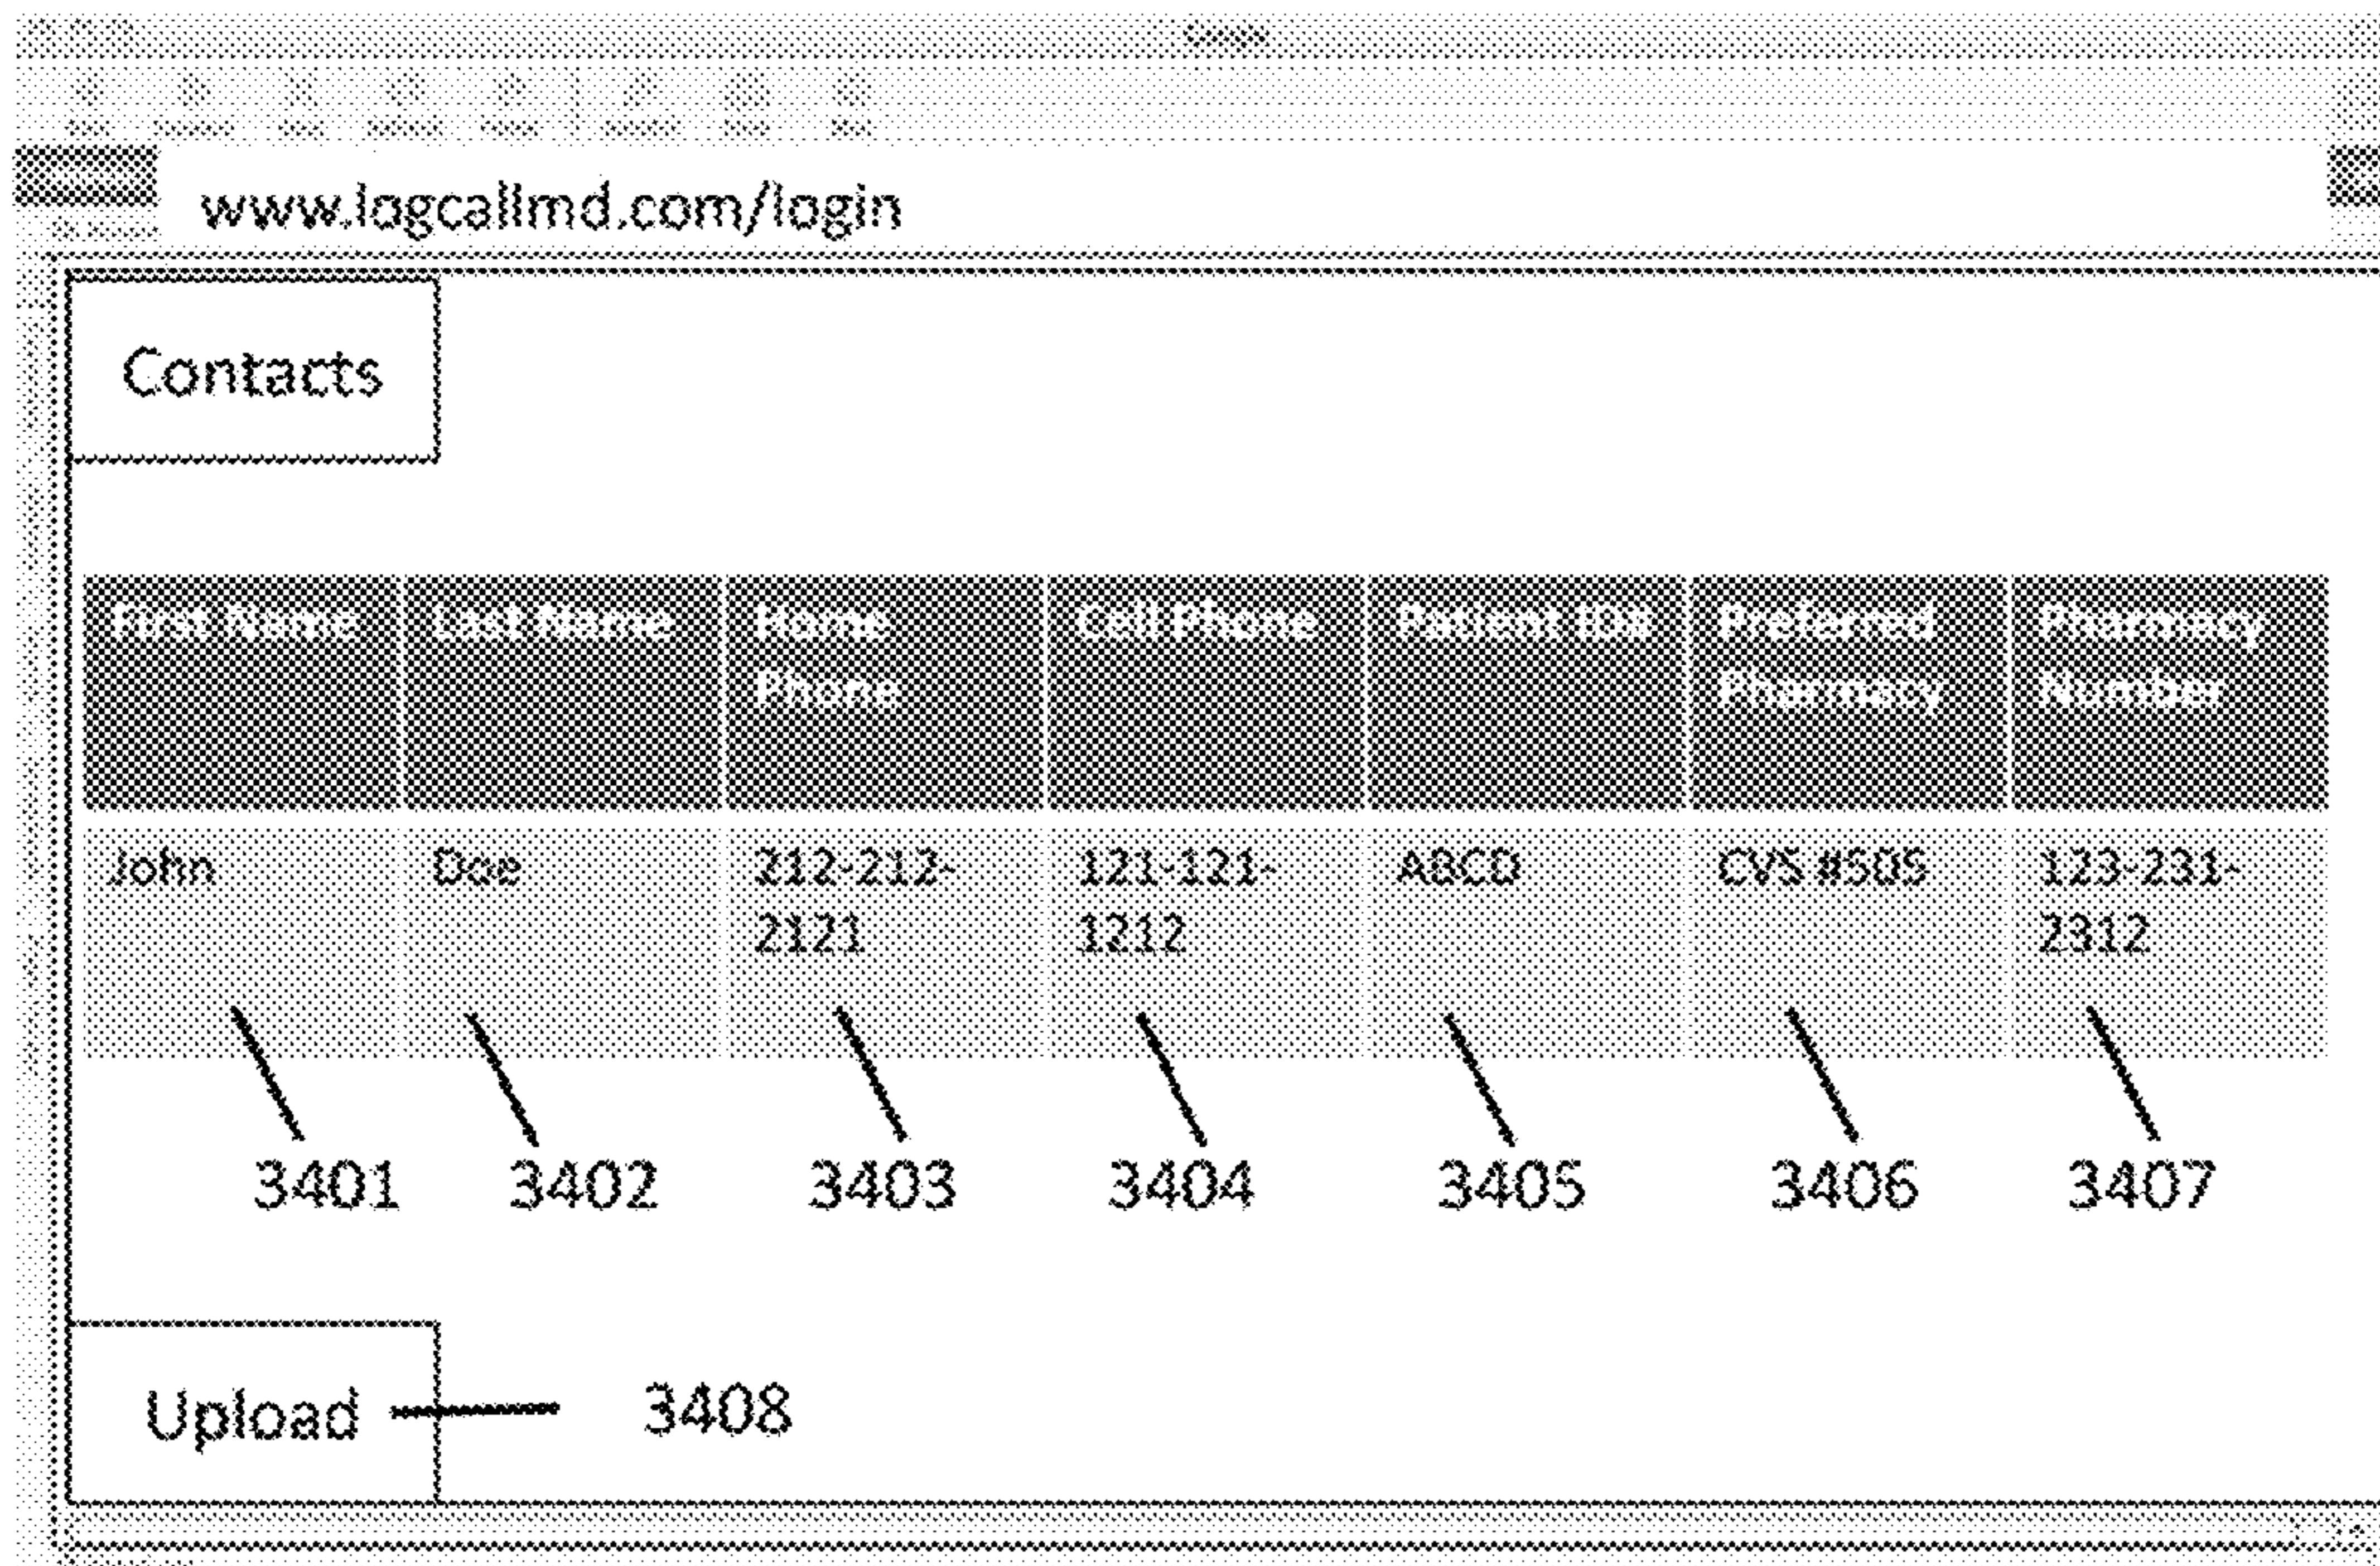 www.logcallmd.com/login
Contacts
First Name Last Name Home Phone Cell Phone Patient ID# Preferred Pharmacy Pharmacy Number
John Doe 212-212-2121 121-121-1212 ABCD CVS #505 123-231-2312
3401 3402 3403 3404 3405 3406 3407
Upload 3408